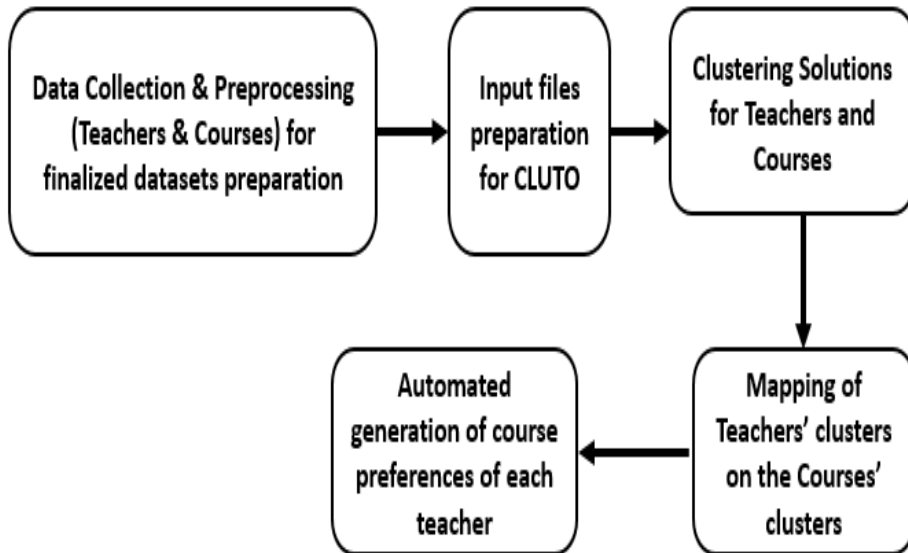 Data Collection & Preprocessing
(Teachers & Courses) for
finalized datasets preparation
Input files
preparation
for CLUTO
Clustering Solutions
for Teachers and
Courses
Mapping of
Teachers’ clusters
on the Courses’
clusters
Automated
generation of course
preferences of each
teacher